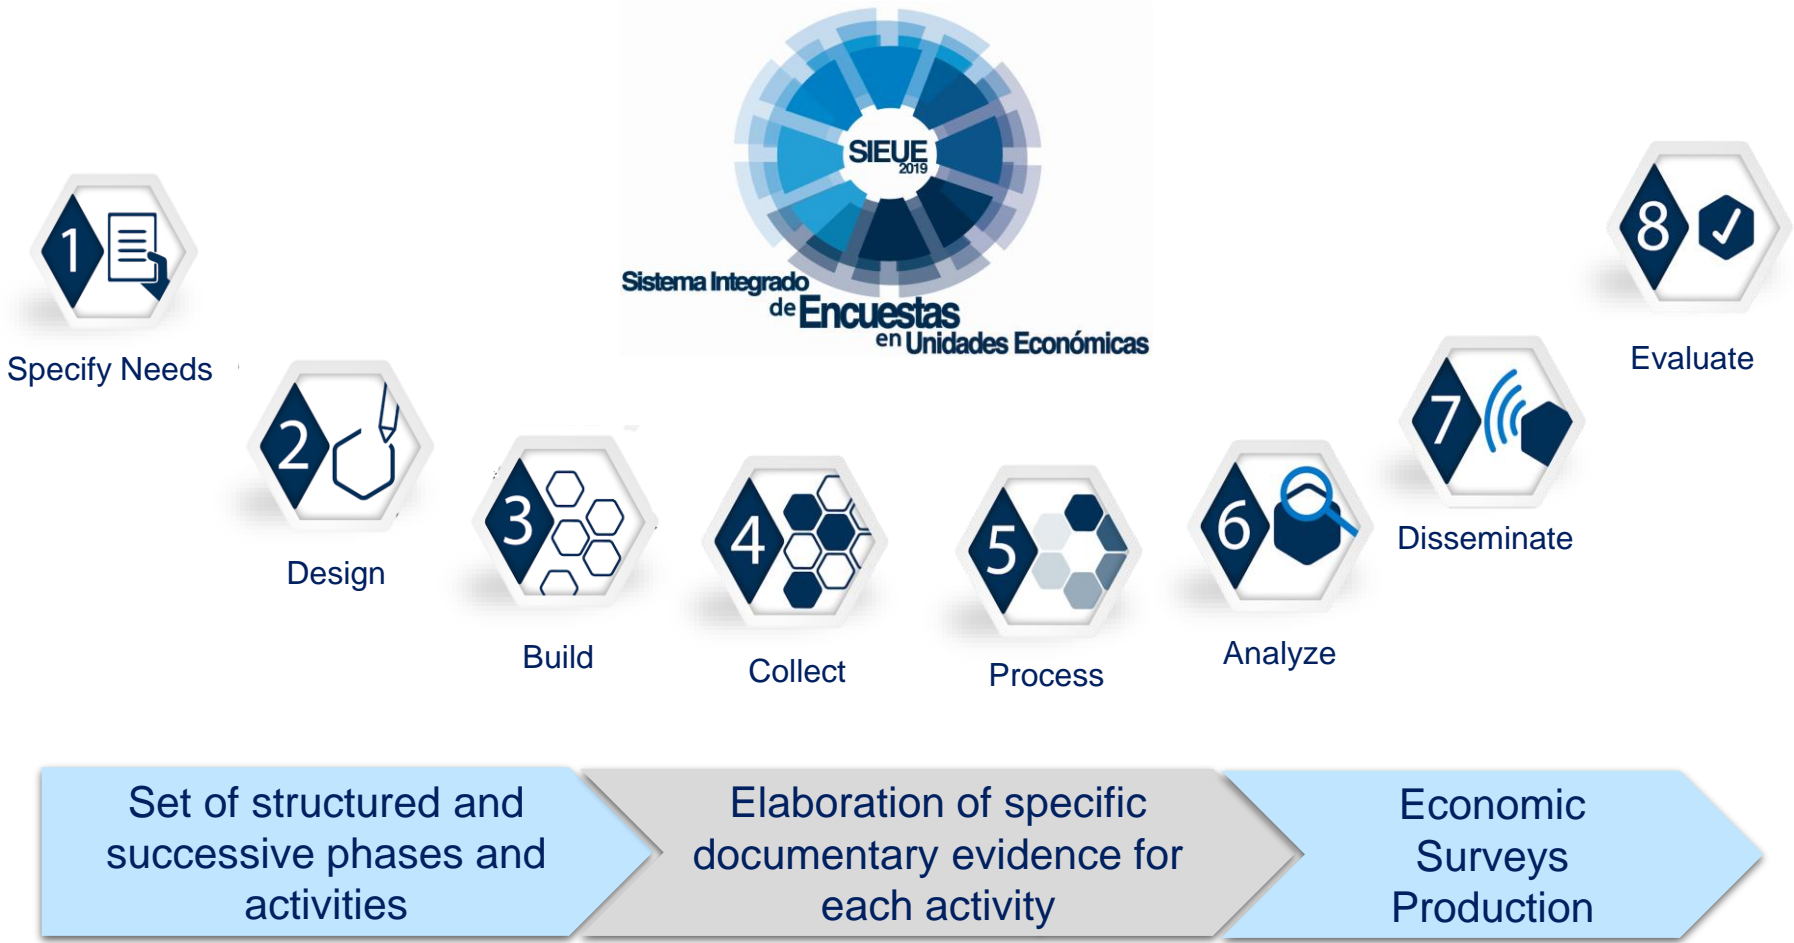 SIEUE
2019
Sistema Integrado
de Encuestas
en Unidades Económicas
1
Specify Needs
2
Design
3
Build
4
Collect
5
Process
6
Analyze
7
Disseminate
8
Evaluate
Set of structured and
successive phases and
activities
Elaboration of specific
documentary evidence for
each activity
Economic
Surveys
Production